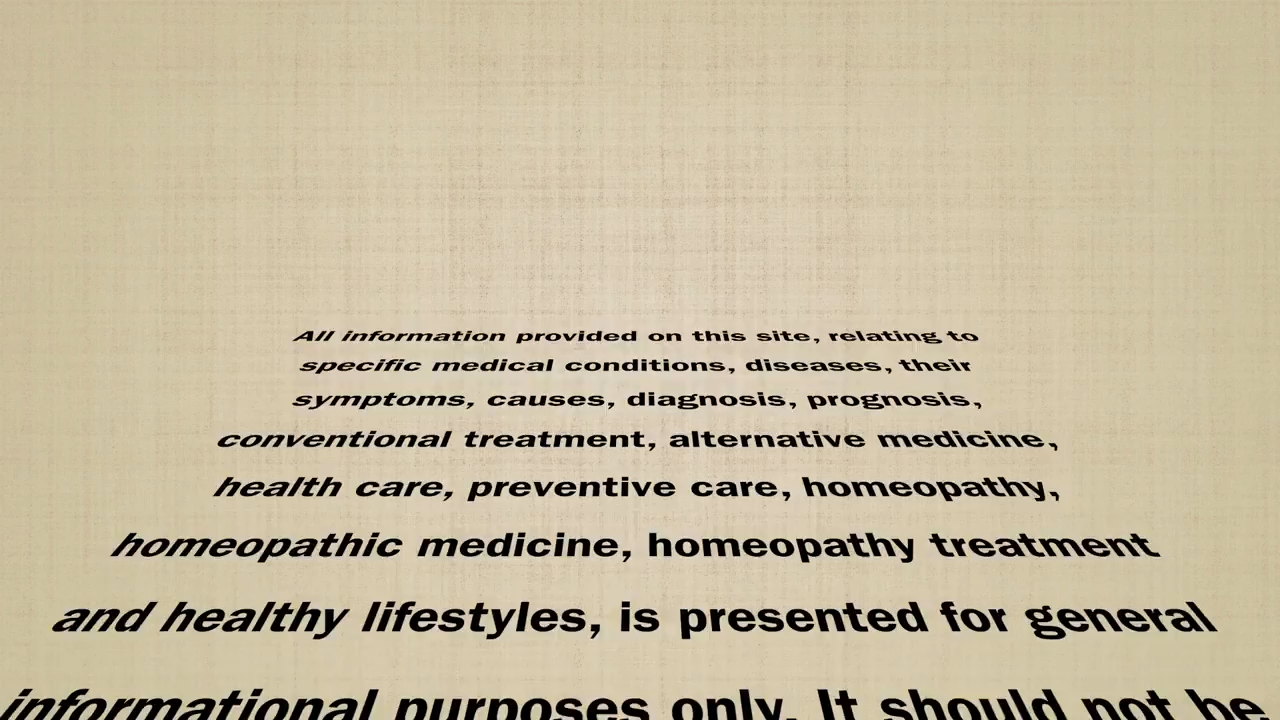 All information provided on this site, relating to
specific medical conditions, diseases, their
symptoms, causes, diagnosis, prognosis,
conventional treatment, alternative medicine,
health care, preventive care, homeopathy,
homeopathic medicine, homeopathy treatment
and healthy lifestyles, is presented for general
informational purposes only. It should not be